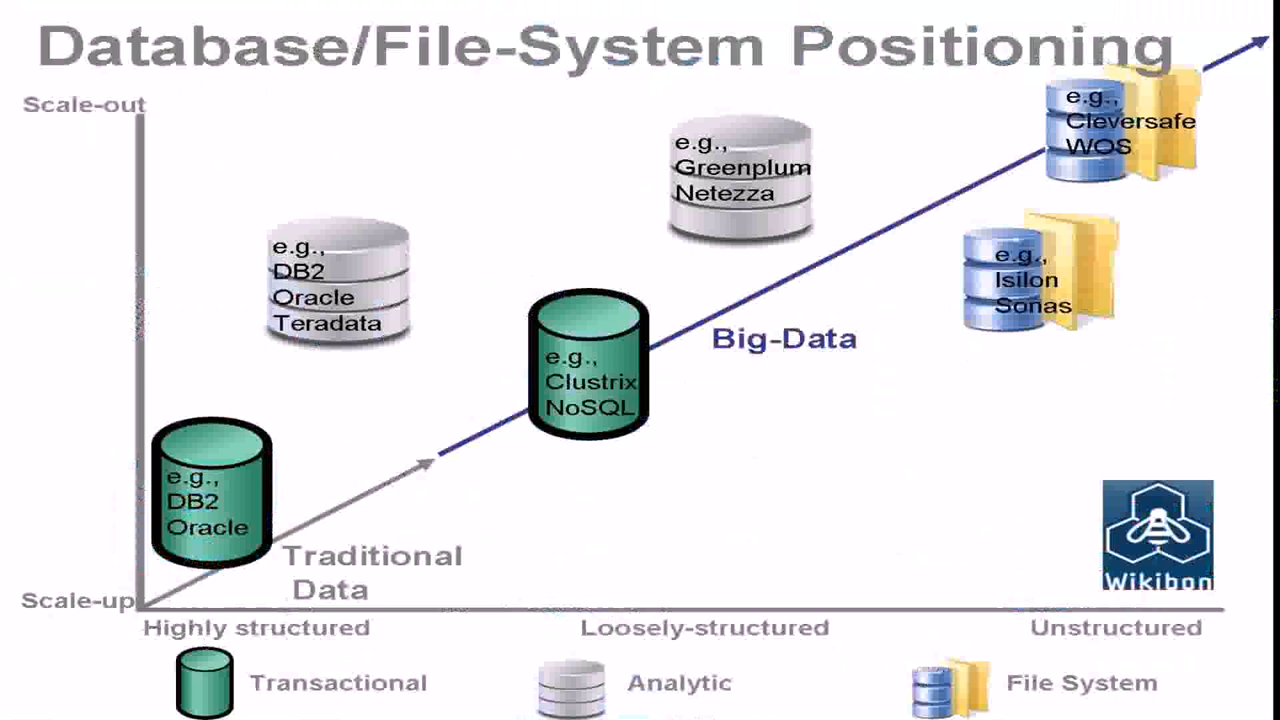 Database/File-System Positioning
Scale-out
e.g.,
Cleversafe
WOS
e.g.,
Greenplum
Netezza
e.g.,
DB2
Oracle
Teradata
e.g.,
Isilon
Sonas
e.g.,
Clustrix
NoSQL
Big-Data
e.g.,
DB2
Oracle
Traditional
Data
Wikibon
Scale-up
Highly structured
Loosely-structured
Unstructured
Transactional
Analytic
File System